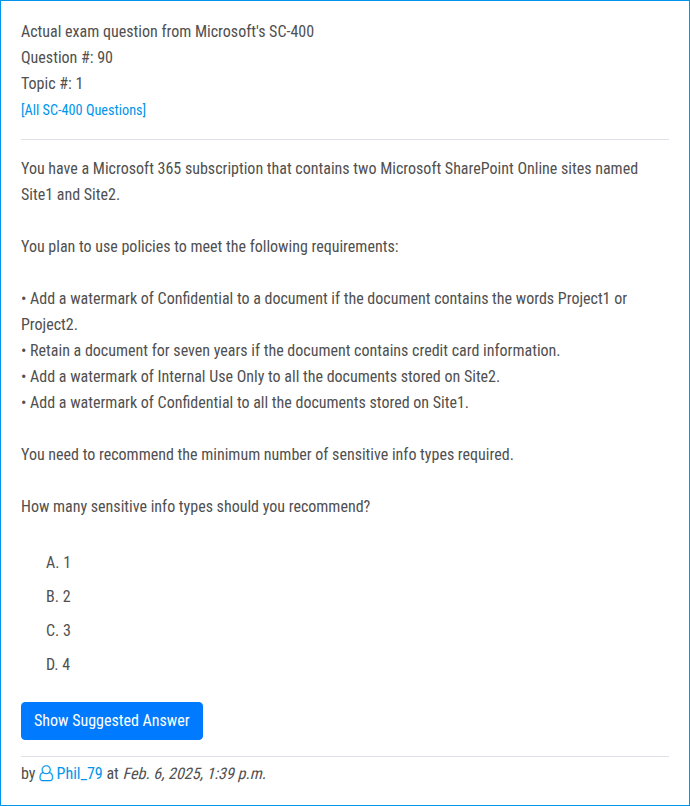 Actual exam question from Microsoft's SC-400
Question #: 90
Topic #: 1
[All SC-400 Questions]
You have a Microsoft 365 subscription that contains two Microsoft SharePoint Online sites named
Site1 and Site2.
You plan to use policies to meet the following requirements:
• Add a watermark of Confidential to a document if the document contains the words Project1 or
Project2.
• Retain a document for seven years if the document contains credit card information.
• Add a watermark of Internal Use Only to all the documents stored on Site2.
• Add a watermark of Confidential to all the documents stored on Site1.
You need to recommend the minimum number of sensitive info types required.
How many sensitive info types should you recommend?
A. 1
B. 2
C. 3
D. 4
Show Suggested Answer
by Phil_79 at Feb. 6, 2025, 1:39 p.m.